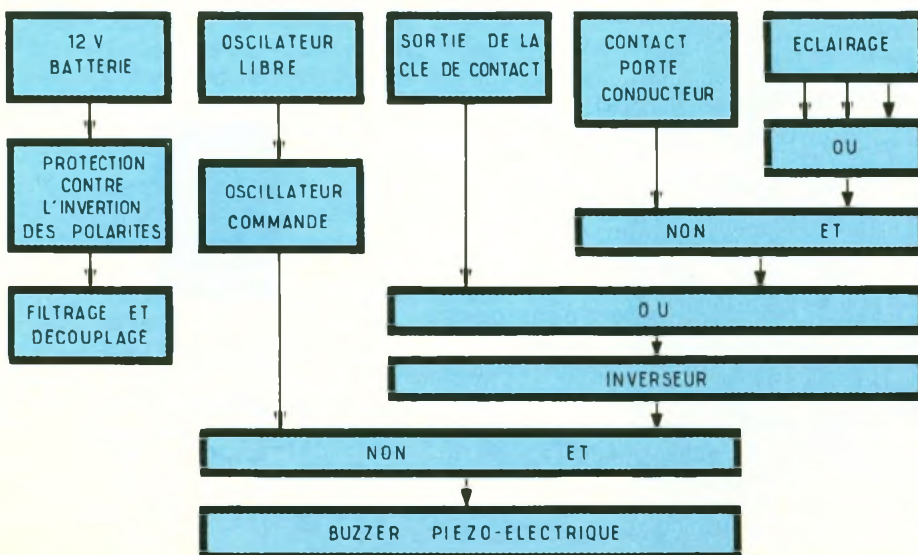 12 V
BATTERIE
OSCILATEUR
LIBRE
SORTIE DE LA
CLE DE CONTACT
CONTACT
PORTE
CONDUCTEUR
ECLAIRAGE
PROTECTION
CONTRE
L'INVERTION
DES POLARITES
OSCILLATEUR
COMMANDE
OU
NON ET
FILTRAGE ET
DECOUPLAGE
OU
INVERSEUR
NON ET
BUZZER PIEZO-ELECTRIQUE